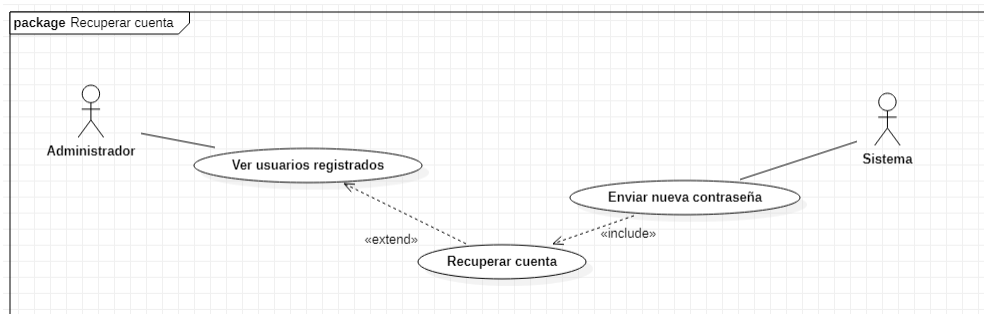 package Recuperar cuenta
Administrador
Sistema
Ver usuarios registrados
Enviar nueva contraseña
«extend»
«include»
Recuperar cuenta